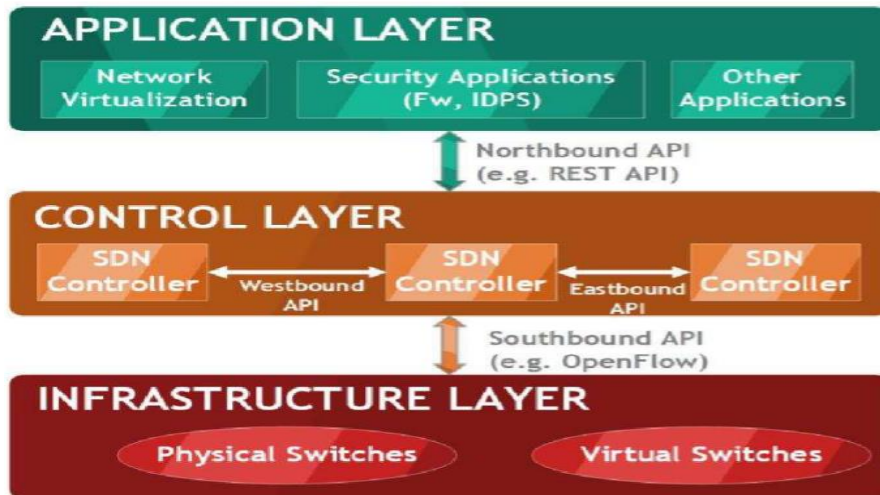 APPLICATION LAYER
Network
Virtualization
Security Applications
(Fw, IDPS)
Other
Applications
Northbound API
(e.g. REST API)
CONTROL LAYER
SDN
Controller
Westbound
API
SDN
Controller
Eastbound
API
SDN
Controller
Southbound API
(e.g. OpenFlow)
INFRASTRUCTURE LAYER
Physical Switches
Virtual Switches